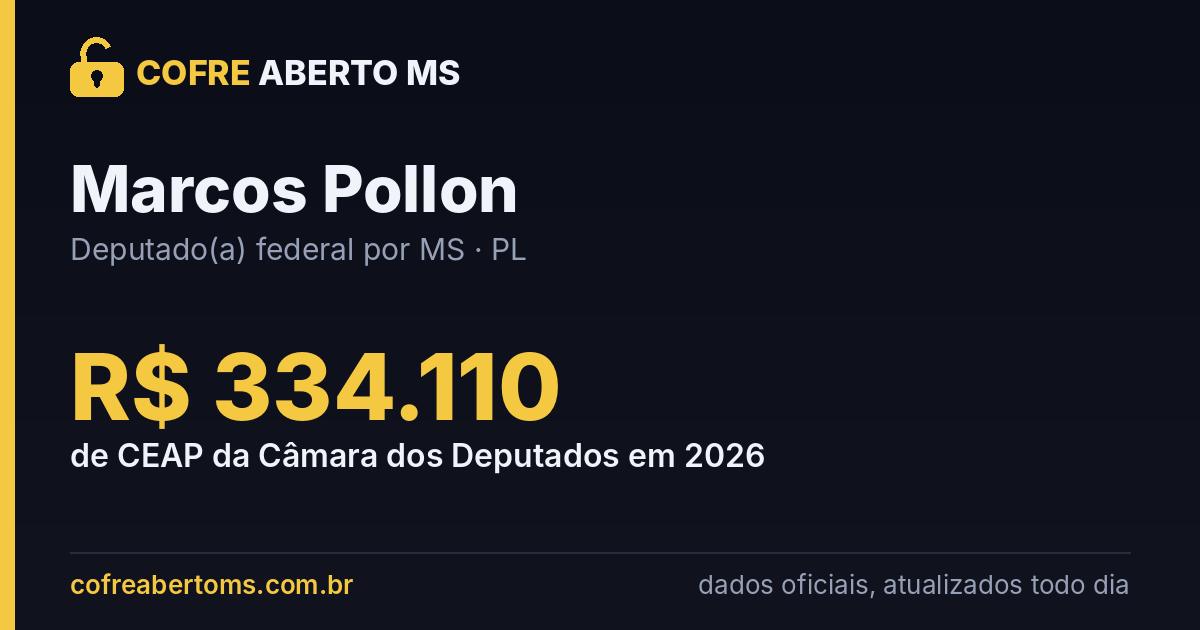 COFRE ABERTO MS
Marcos Pollon
Deputado(a) federal por MS · PL
R$ 334.110
de CEAP da Câmara dos Deputados em 2026
cofreabertoms.com.br
dados oficiais, atualizados todo dia